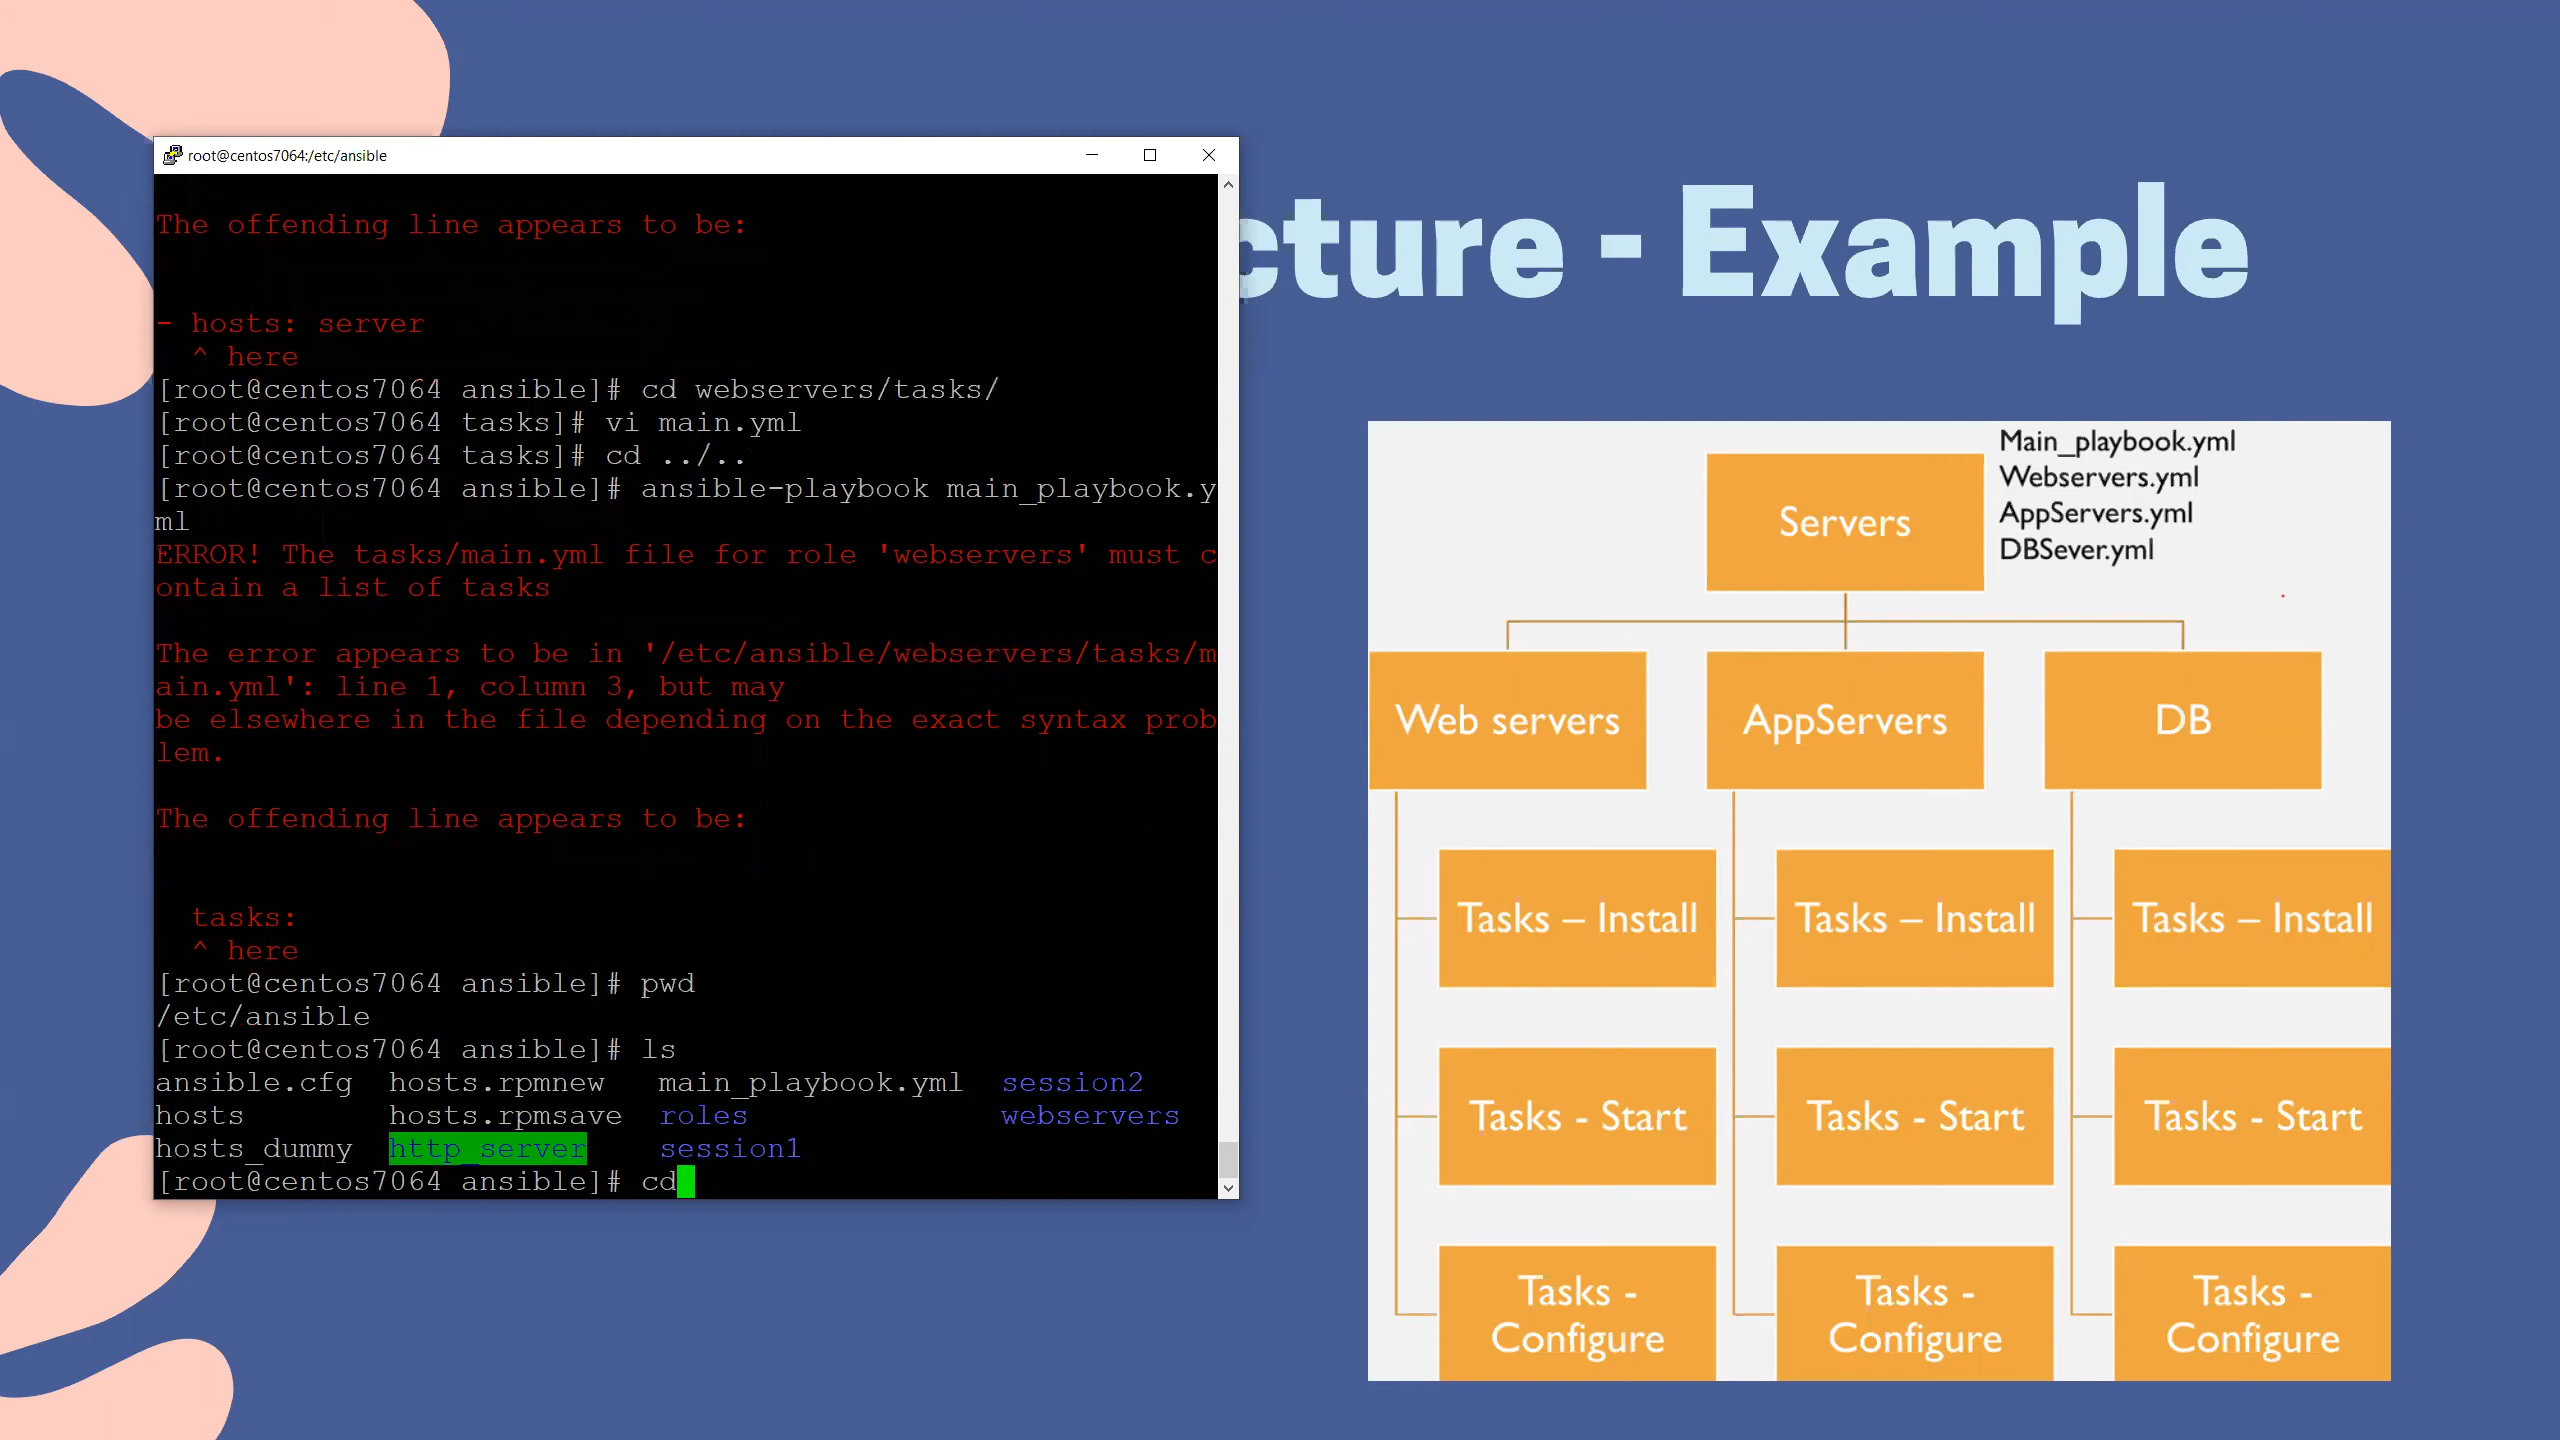 root@centos7064:/etc/ansible
The offending line appears to be:
- hosts: server
^ here
[root@centos7064 ansible]# cd webservers/tasks/
[root@centos7064 tasks]# vi main.yml
[root@centos7064 tasks]# cd ../..
[root@centos7064 ansible]# ansible-playbook main_playbook.y
ml
ERROR! The tasks/main.yml file for role 'webservers' must c
ontain a list of tasks
The error appears to be in '/etc/ansible/webservers/tasks/m
ain.yml': line 1, column 3, but may
be elsewhere in the file depending on the exact syntax prob
lem.
The offending line appears to be:
tasks:
^ here
[root@centos7064 ansible]# pwd
/etc/ansible
[root@centos7064 ansible]# ls
ansible.cfg hosts.rpmnew main_playbook.yml session2
hosts hosts.rpmsave roles webservers
hosts_dummy http_server session1
[root@centos7064 ansible]# cd
cture - Example
Main_playbook.yml
Webservers.yml
AppServers.yml
DBSever.yml
Servers
Web servers
AppServers
DB
Tasks – Install
Tasks – Install
Tasks – Install
Tasks - Start
Tasks - Start
Tasks - Start
Tasks -
Configure
Tasks -
Configure
Tasks -
Configure